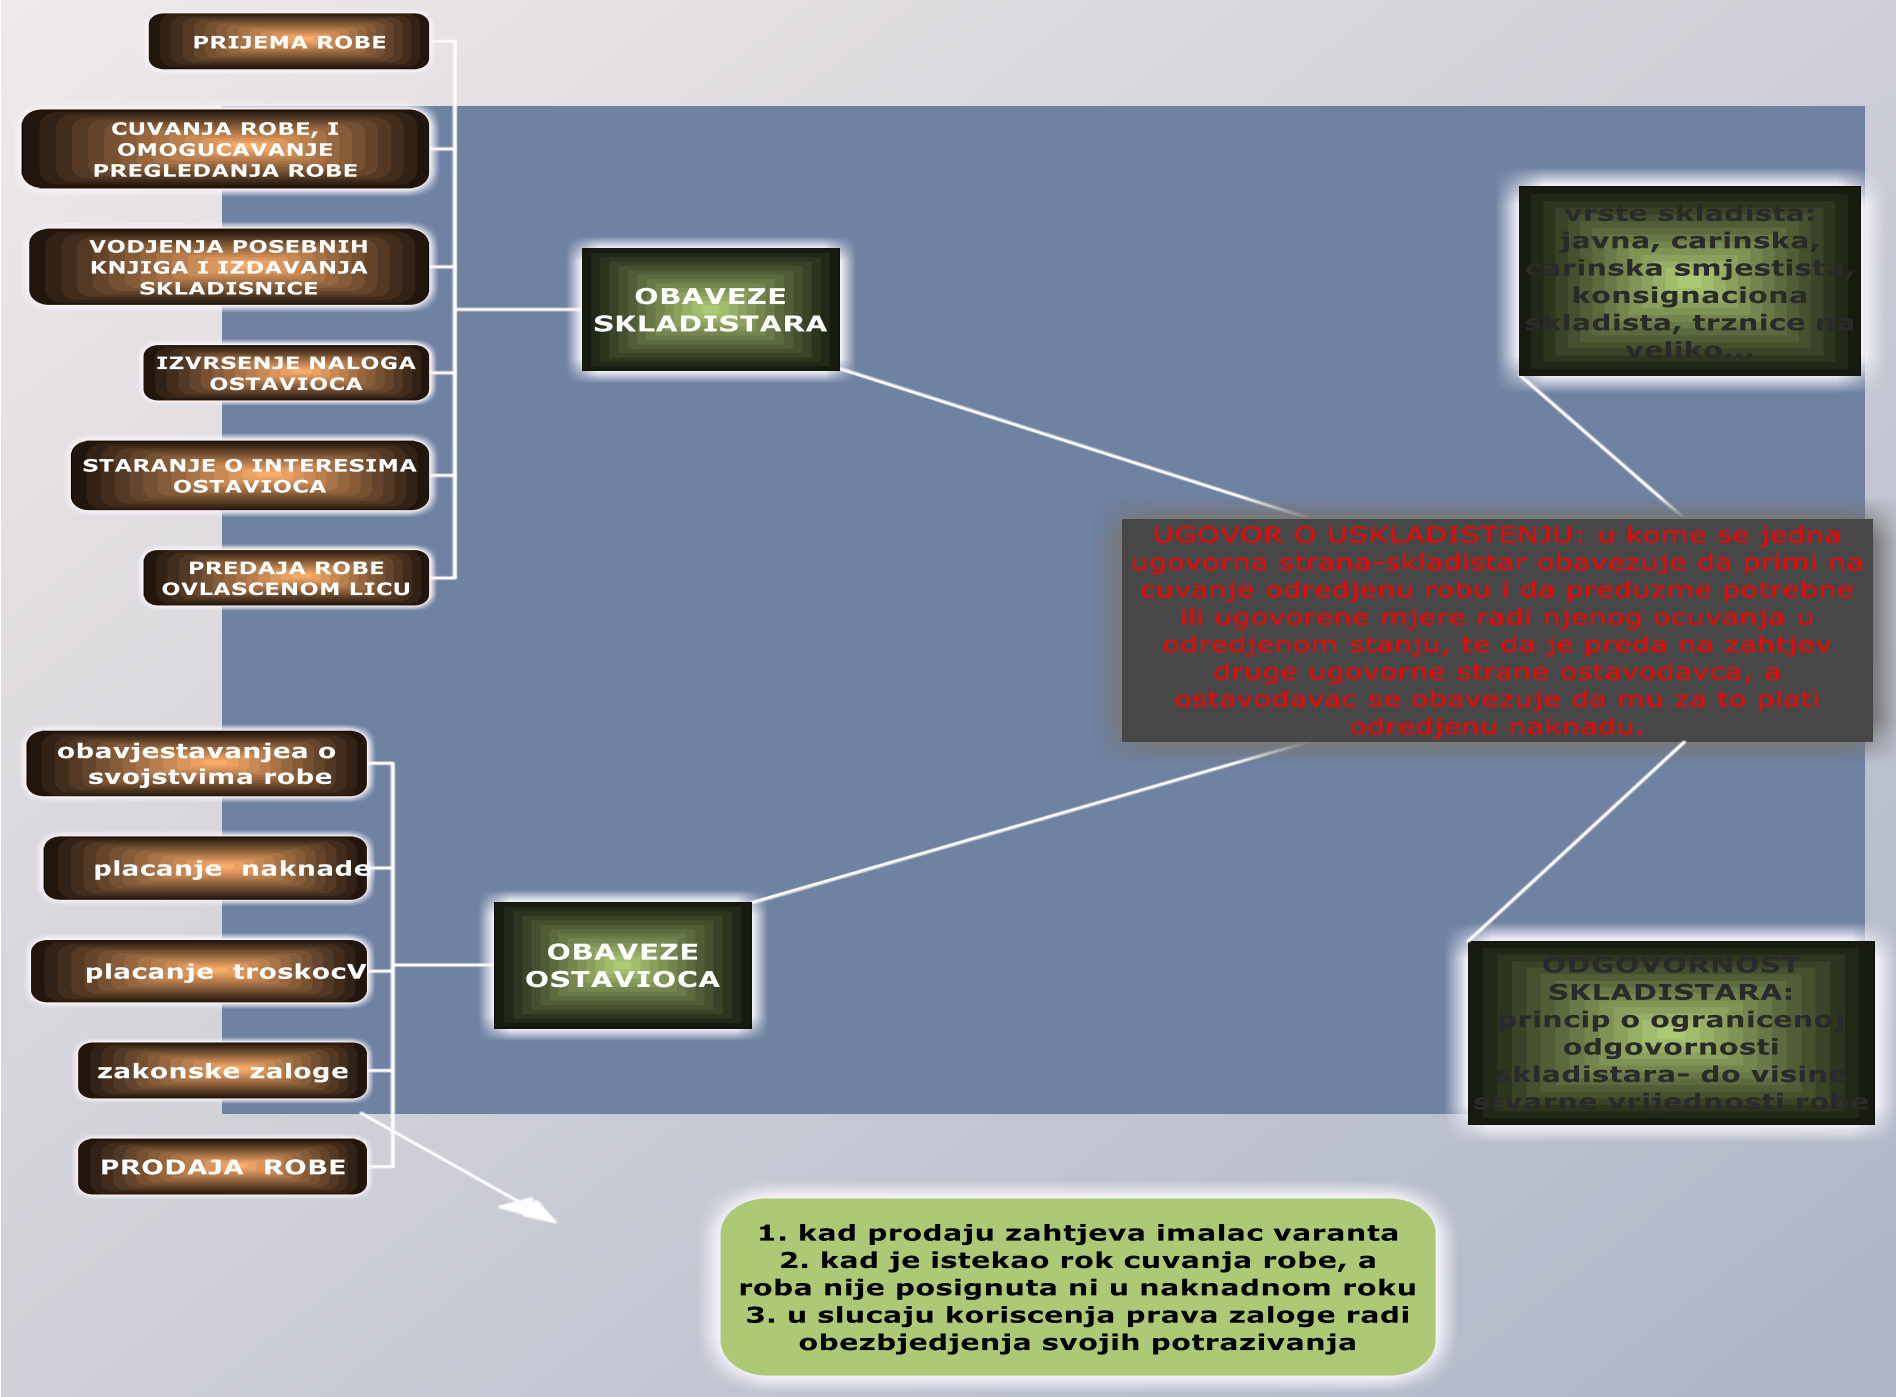 PRIJEMA ROBE
CUVANJA ROBE, I
OMOGUCAVANJE
PREGLEDANJA ROBE
VODJENJA POSEBNIH
KNJIGA I IZDAVANJA
SKLADISNICE
IZVRSENJE NALOGA
OSTAVIOCA
STARANJE O INTERESIMA
OSTAVIOCA
PREDAJA ROBE
OVLASCENOM LICU
OBAVEZE
SKLADISTARA
vrste skladista:
javna, carinska,
carinska smjestista,
konsignaciona
skladista, trznice na
veliko...
UGOVOR O USKLADISTENJU: u kome se jedna
ugovorna strana-skladistar obavezuje da primi na
cuvanje odredjenu robu i da preduzme potrebne
ili ugovorene mjere radi njenog ocuvanja u
odredjenom stanju, te da je preda na zahtjev
druge ugovorne strane ostavodavca, a
ostavodavac se obavezuje da mu za to plati
odredjenu naknadu.
obavjestavanjea o
svojstvima robe
placanje naknade
placanje troskocV
zakonske zaloge
PRODAJA ROBE
OBAVEZE
OSTAVIOCA
ODGOVORNOST
SKLADISTARA:
princip o ogranicenoj
odgovornosti
skladistara- do visine
stvarne vrijednosti robe
1. kad prodaju zahtjeva imalac varanta
2. kad je istekao rok cuvanja robe, a
roba nije posignuta ni u naknadnom roku
3. u slucaju koriscenja prava zaloge radi
obezbjedjenja svojih potrazivanja